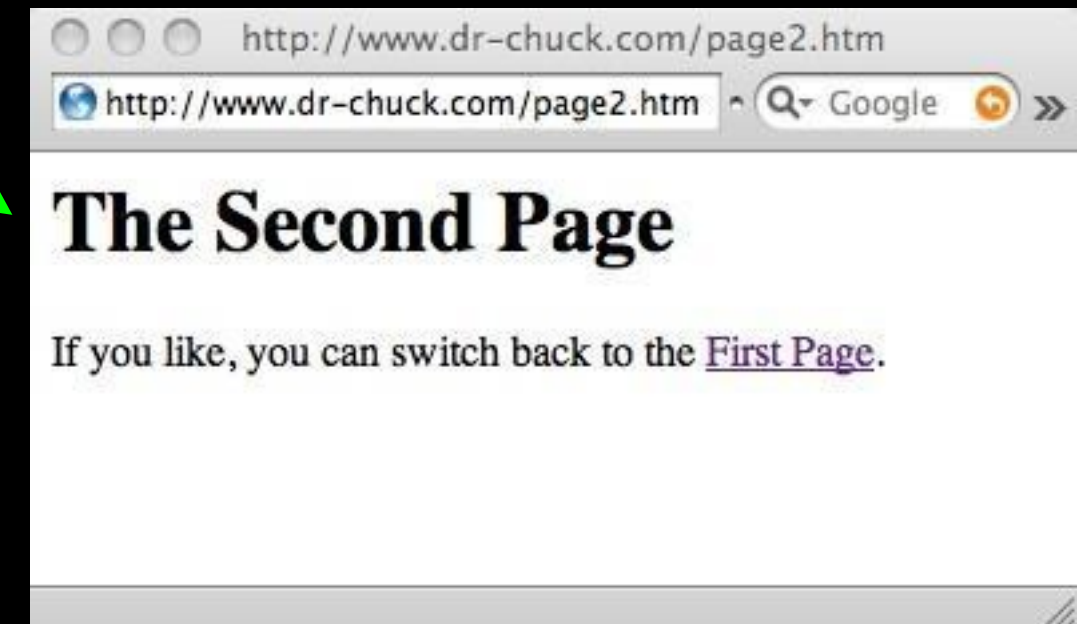 http://www.dr-chuck.com/page2.htm
http://www.dr-chuck.com/page2.htm Google
The Second Page
If you like, you can switch back to the First Page.